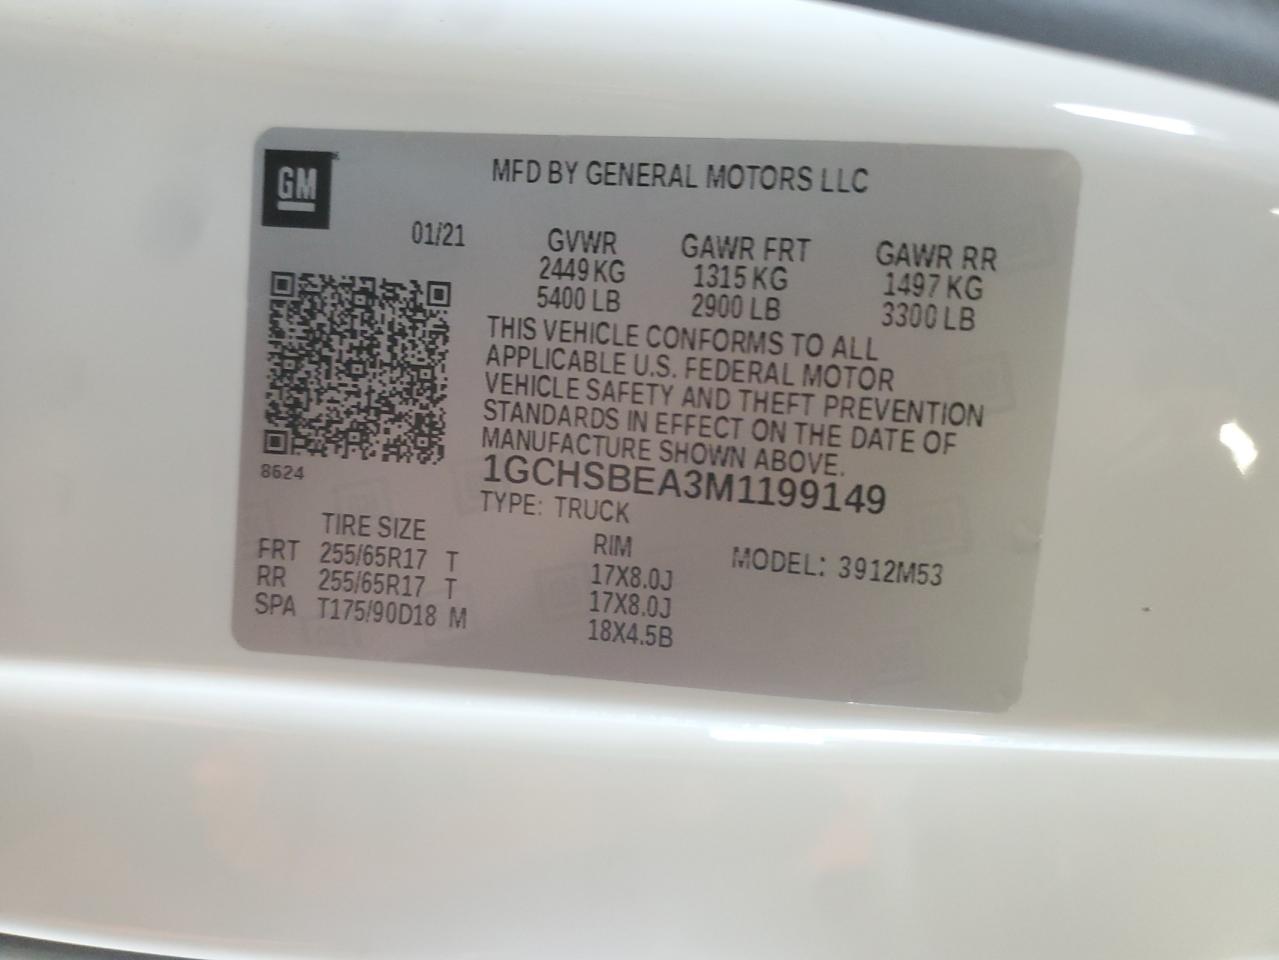 GM
MFD BY GENERAL MOTORS LLC
01/21
GVWR GAWR FRT GAWR RR
2449 KG 1315 KG 1497 KG
5400 LB 2900 LB 3300 LB
THIS VEHICLE CONFORMS TO ALL
APPLICABLE U.S. FEDERAL MOTOR
VEHICLE SAFETY AND THEFT PREVENTION
STANDARDS IN EFFECT ON THE DATE OF
MANUFACTURE SHOWN ABOVE.
8624
1GCHSBEA3M1199149
TYPE: TRUCK
TIRE SIZE RIM MODEL: 3912M53
FRT 255/65R17 T 17X8.0J
RR 255/65R17 T 17X8.0J
SPA T175/90D18 M 18X4.5B